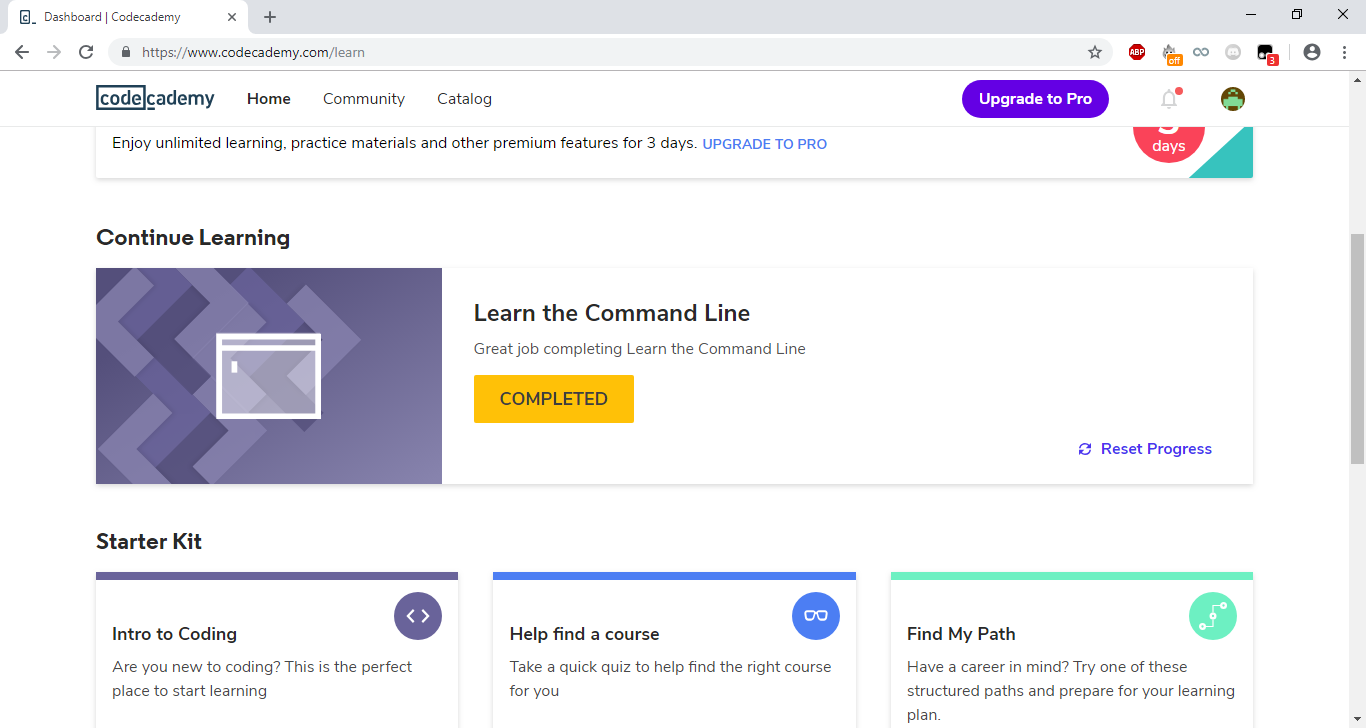 Dashboard | Codecademy
https://www.codecademy.com/learn
ABP
off
3
codecademy
Home
Community
Catalog
Upgrade to Pro
Enjoy unlimited learning, practice materials and other premium features for 3 days. UPGRADE TO PRO
days
Continue Learning
Learn the Command Line
Great job completing Learn the Command Line
COMPLETED
Reset Progress
Starter Kit
Intro to Coding
Are you new to coding? This is the perfect
place to start learning
Help find a course
Take a quick quiz to help find the right course
for you
Find My Path
Have a career in mind? Try one of these
structured paths and prepare for your learning
plan.